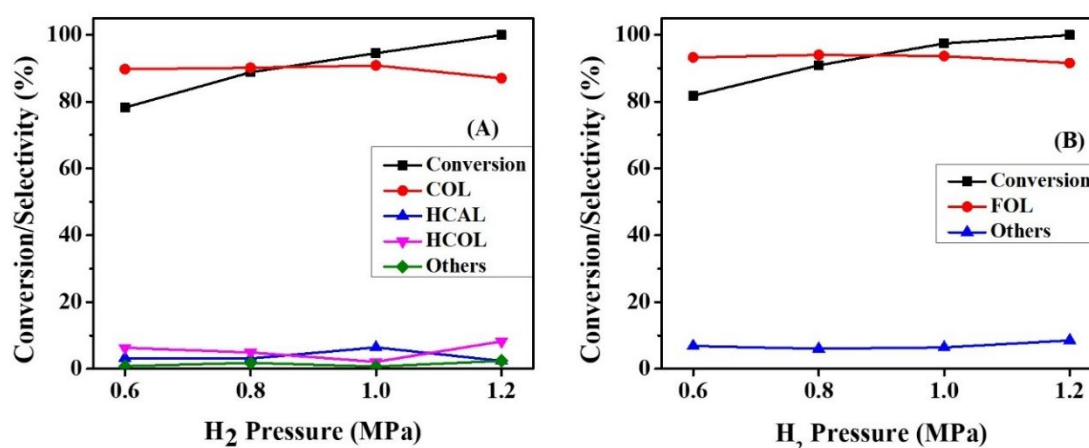 Conversion/Selectivity (%)
100
80
60
40
20
0
(A)
Conversion
COL
HCAL
HCOL
Others
0.6 0.8 1.0 1.2
H2 Pressure (MPa)
Conversion/Selectivity (%)
100
80
60
40
20
0
(B)
Conversion
FOL
Others
0.6 0.8 1.0 1.2
H Pressure (MPa)